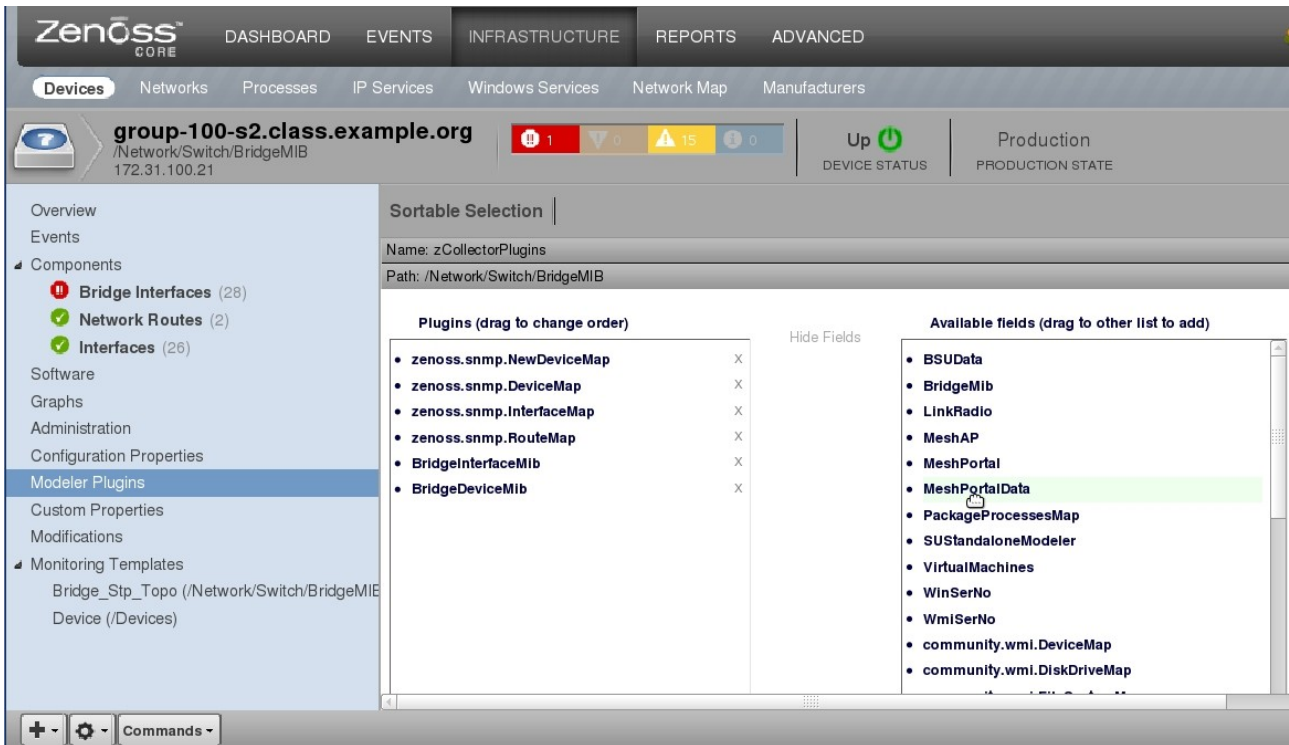 Zenoss™
CORE
DASHBOARD EVENTS INFRASTRUCTURE REPORTS ADVANCED
Devices Networks Processes IP Services Windows Services Network Map Manufacturers
group-100-s2.class.example.org
/Network/Switch/BridgeMIB
172.31.100.21
1 0 15 0
Up
DEVICE STATUS
Production
PRODUCTION STATE
Overview
Events
Components
Bridge Interfaces (28)
Network Routes (2)
Interfaces (26)
Software
Graphs
Administration
Configuration Properties
Modeler Plugins
Custom Properties
Modifications
Monitoring Templates
Bridge_Stp_Topo (/Network/Switch/BridgeMIB
Device (/Devices)
Sortable Selection
Name: zCollectorPlugins
Path: /Network/Switch/BridgeMIB
Plugins (drag to change order)
• zenoss.snmp.NewDeviceMap X
• zenoss.snmp.DeviceMap X
• zenoss.snmp.InterfaceMap X
• zenoss.snmp.RouteMap X
• BridgeInterfaceMib X
• BridgeDeviceMib X
Hide Fields
Available fields (drag to other list to add)
• BSUData
• BridgeMib
• LinkRadio
• MeshAP
• MeshPortal
• MeshPortalData
• PackageProcessesMap
• SUStandaloneModeler
• VirtualMachines
• WinSerNo
• WmiSerNo
• community.wmi.DeviceMap
• community.wmi.DiskDriveMap
Commands